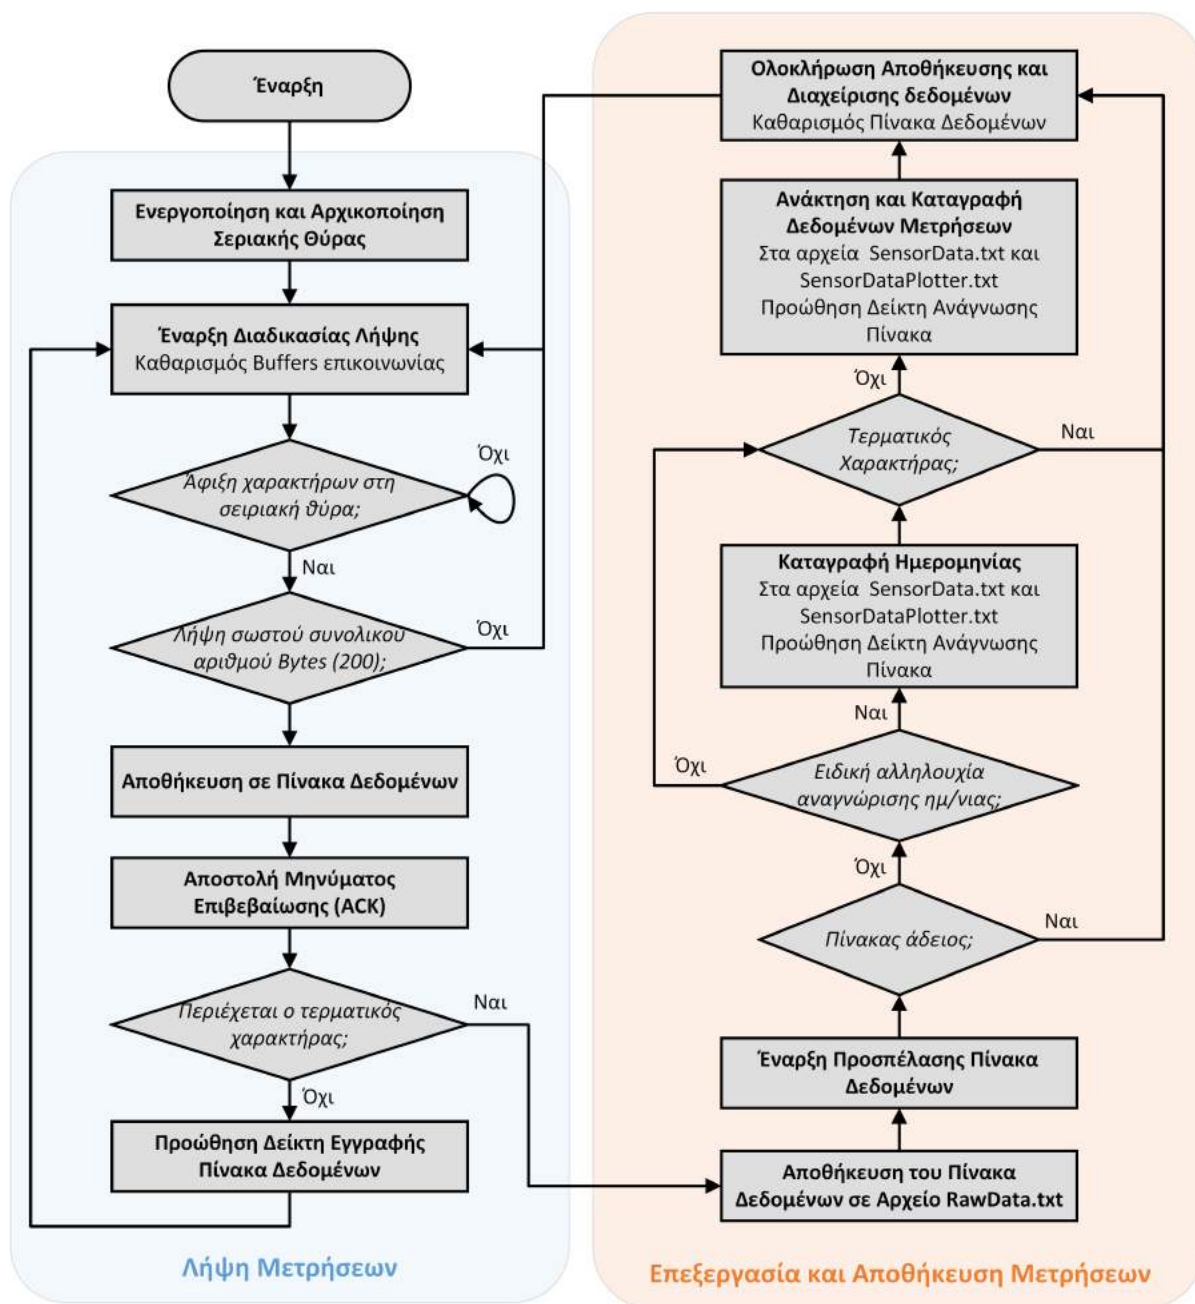 Έναρξη
Ενεργοποίηση και Αρχικοποίηση
Σεριακής Θύρας
Έναρξη Διαδικασίας Λήψης
Καθαρισμός Buffers επικοινωνίας
Όχι
Άφιξη χαρακτήρων στη
σειριακή θύρα;
Ναι
Λήψη σωστού συνολικου
αριθμού Bytes (200);
Όχι
Αποθήκευση σε Πίνακα Δεδομένων
Αποστολή Μηνύματος
Επιβεβαίωσης (ACK)
Περιέχεται ο τερματικός
χαρακτήρας;
Ναι
Όχι
Προώθηση Δείκτη Εγγραφής
Πίνακα Δεδομένων
Λήψη Μετρήσεων
Ολοκλήρωση Αποθήκευσης και
Διαχείρισης δεδομένων
Καθαρισμός Πίνακα Δεδομένων
Ανάκτηση και Καταγραφή
Δεδομένων Μετρήσεων
Στα αρχεία SensorData.txt και
SensorDataPlotter.txt
Προώθηση Δείκτη Ανάγνωσης
Πίνακα
Όχι
Τερματικός
Χαρακτήρας;
Ναι
Καταγραφή Ημερομηνίας
Στα αρχεία SensorData.txt και
SensorDataPlotter.txt
Προώθηση Δείκτη Ανάγνωσης
Πίνακα
Ναι
Όχι
Ειδική αλληλουχία
αναγνώρισης ημ/νιας;
Όχι
Πίνακας άδειος;
Ναι
Έναρξη Προσπέλασης Πίνακα
Δεδομένων
Αποθήκευση του Πίνακα
Δεδομένων σε Αρχείο RawData.txt
Επεξεργασία και Αποθήκευση Μετρήσεων